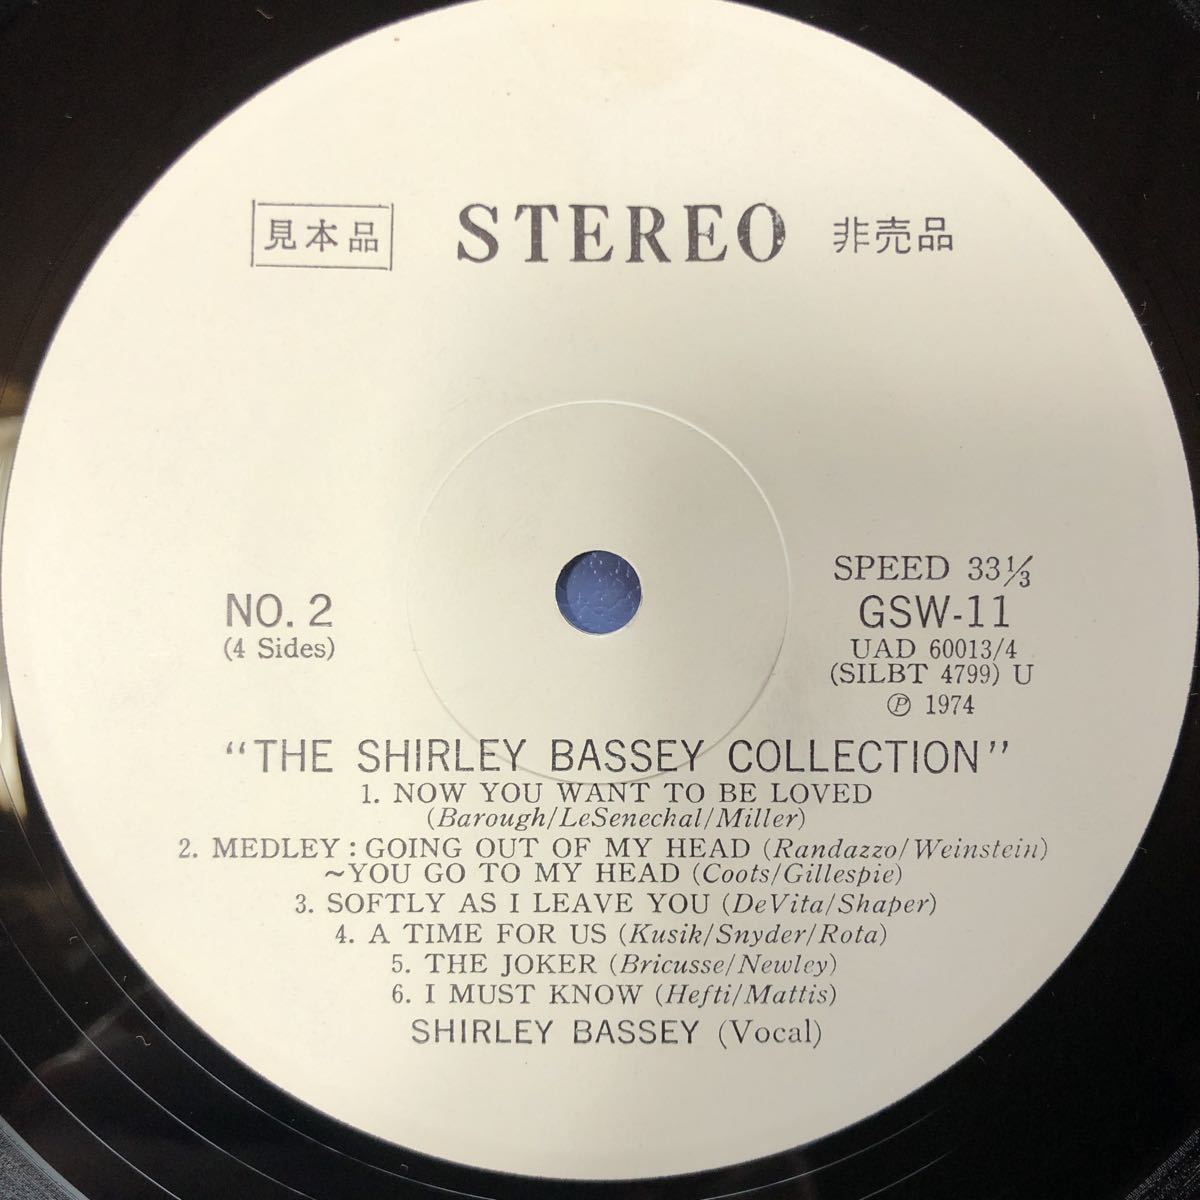 見本品 STEREO 非売品
SPEED 33⅓
NO. 2 GSW-11
(4 Sides) UAD 60013/4
(SILBT 4799) U
Ⓟ 1974
"THE SHIRLEY BASSEY COLLECTION"
1. NOW YOU WANT TO BE LOVED
(Barough/LeSenechal/Miller)
2. MEDLEY : GOING OUT OF MY HEAD (Randazzo/Weinstein)
~YOU GO TO MY HEAD (Coots/Gillespie)
3. SOFTLY AS I LEAVE YOU (DeVita/Shaper)
4. A TIME FOR US (Kusik/Snyder/Rota)
5. THE JOKER (Bricusse/Newley)
6. I MUST KNOW (Hefti/Mattis)
SHIRLEY BASSEY (Vocal)